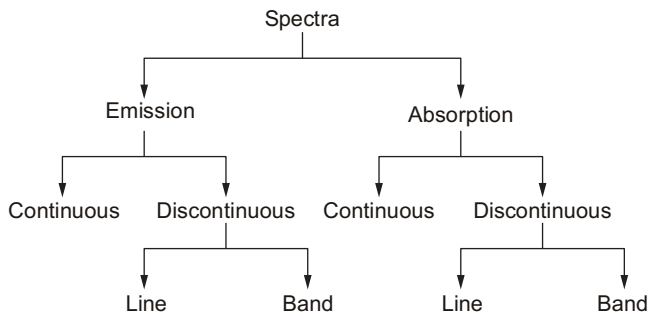 Spectra
Emission Absorption
Continuous Discontinuous Continuous Discontinuous
Line Band Line Band